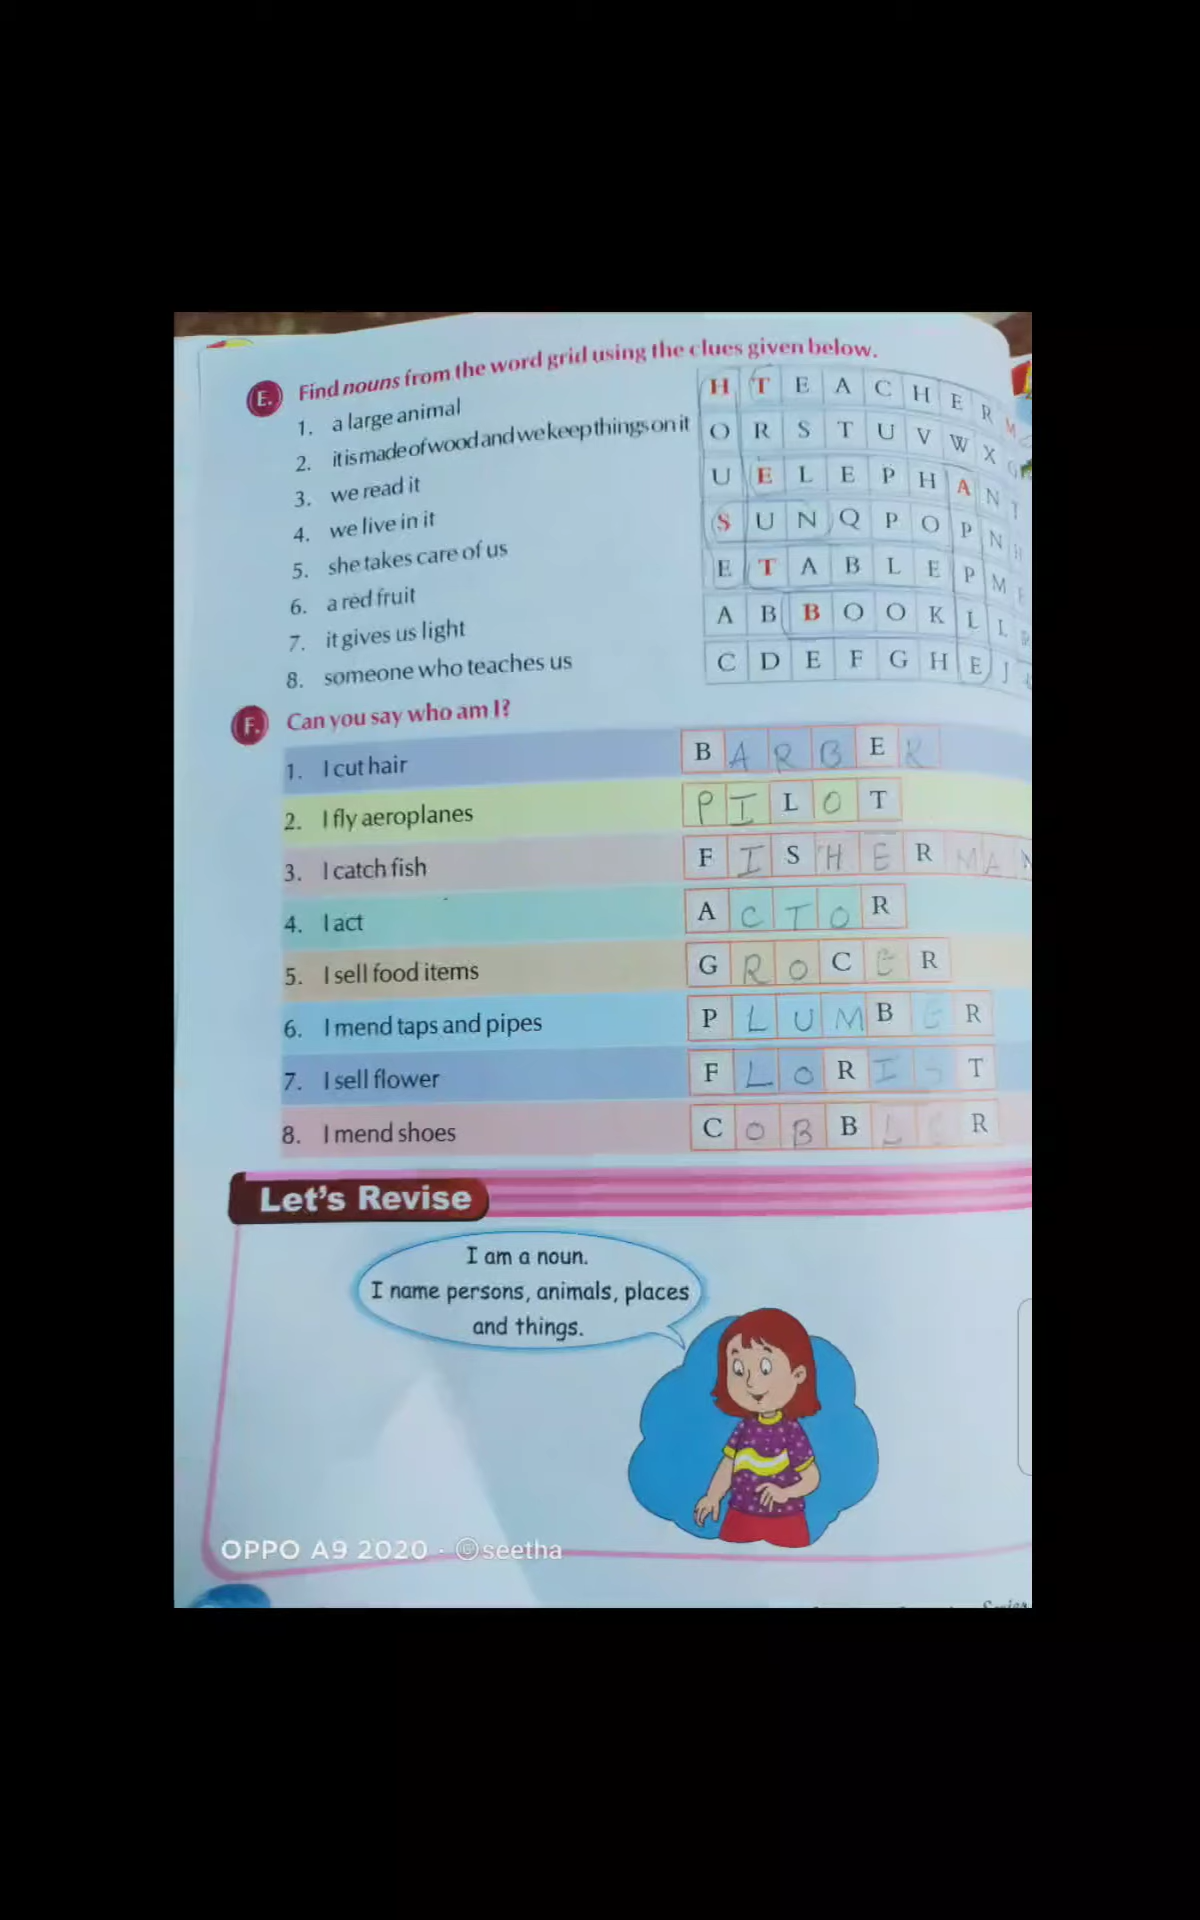 E. Find nouns from the word grid using the clues given below.
1. a large animal
2. it is made of wood and we keep things on it
3. we read it
4. we live in it
5. she takes care of us
6. a red fruit
7. it gives us light
8. someone who teaches us
H T E A C H E R M
O R S T U V W X
U E L E P H A N T
S U N Q P O P N
E T A B L E P M
A B B O O K L L
C D E F G H E J
F. Can you say who am I?
1. I cut hair B A R B E R
2. I fly aeroplanes P I L O T
3. I catch fish F I S H E R M A N
4. I act A C T O R
5. I sell food items G R O C E R
6. I mend taps and pipes P L U M B E R
7. I sell flower F L O R I S T
8. I mend shoes C O B B L E R
Let's Revise
I am a noun.
I name persons, animals, places
and things.
OPPO A9 2020 · © seetha
Series